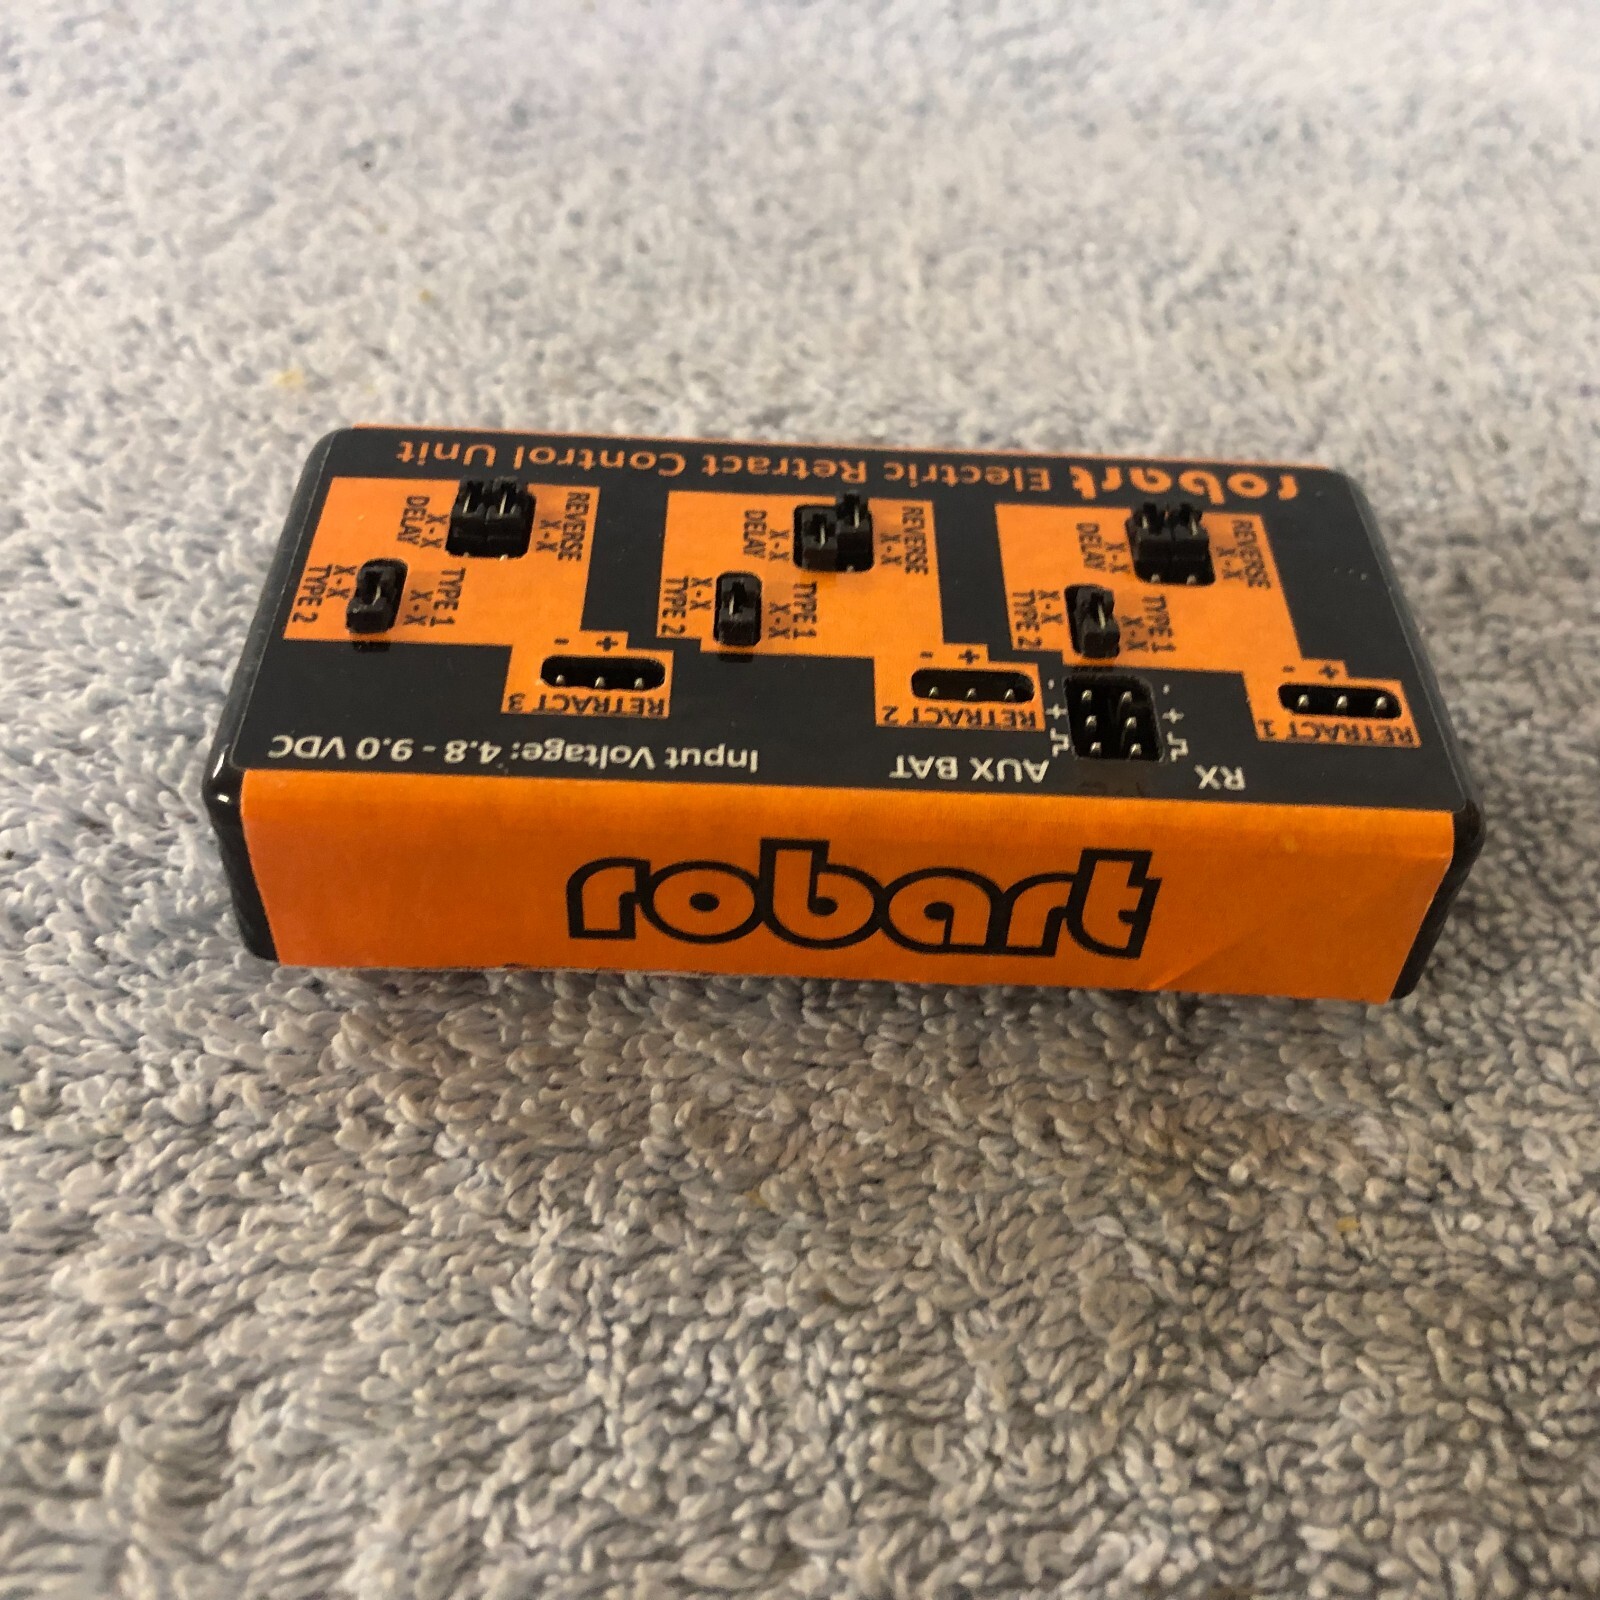 robart Electric Retract Control Unit
REVERSE
X - X
X - X
DELAY
TYPE 1
X - X
X - X
TYPE 2
- +
RETRACT 1
REVERSE
X - X
X - X
DELAY
TYPE 1
X - X
X - X
TYPE 2
- +
RETRACT 2
REVERSE
X - X
X - X
DELAY
TYPE 1
X - X
X - X
TYPE 2
- +
RETRACT 3
- +
- +
RX
AUX BAT
Input Voltage: 4.8 - 9.0 VDC
robart